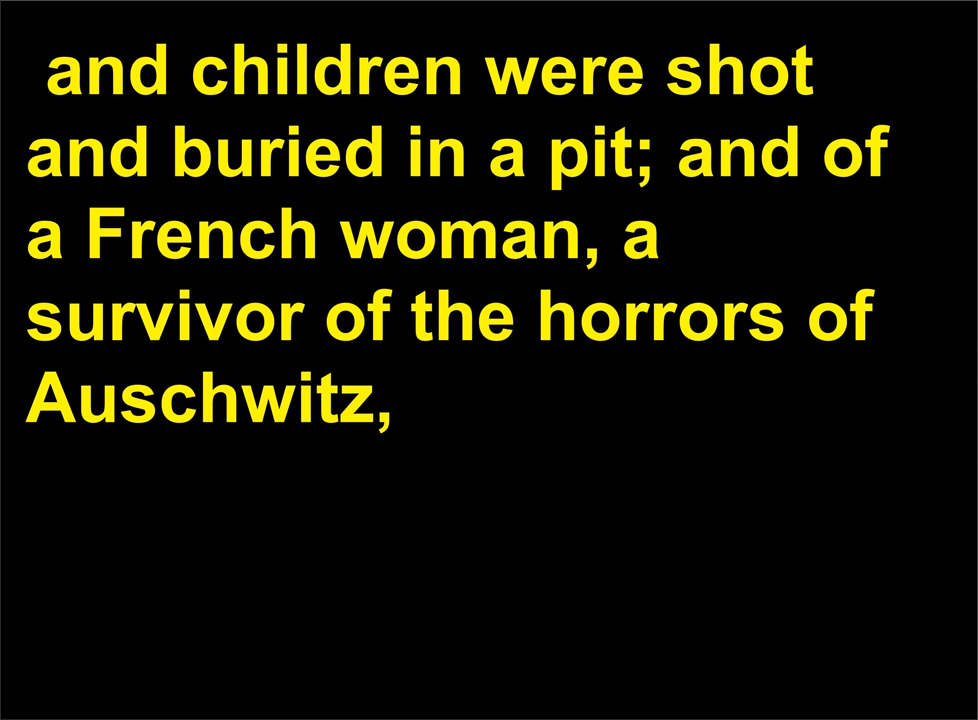 and children were shot
and buried in a pit; and of
a French woman, a
survivor of the horrors of
Auschwitz,